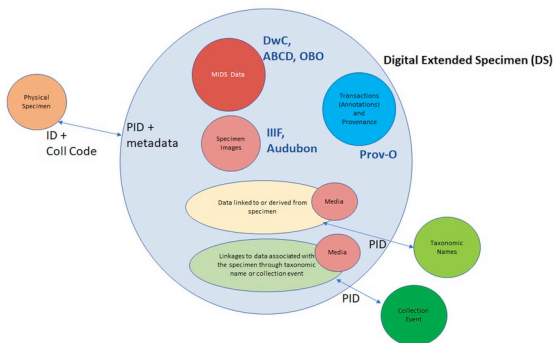 DwC,
ABCD, OBO
Digital Extended Specimen (DS)
MIDS Data
Physical
Specimen
Transactions
(Annotations)
and
Provenance
ID +
Coll Code
PID +
metadata
Specimen
Images
IIIF,
Audubon
Prov-O
Media
Data linked to or derived from
specimen
Media
PID
Taxonomic
Names
Linkages to data associated with
the specimen through taxonomic
name or collection event
PID
Collection
Event